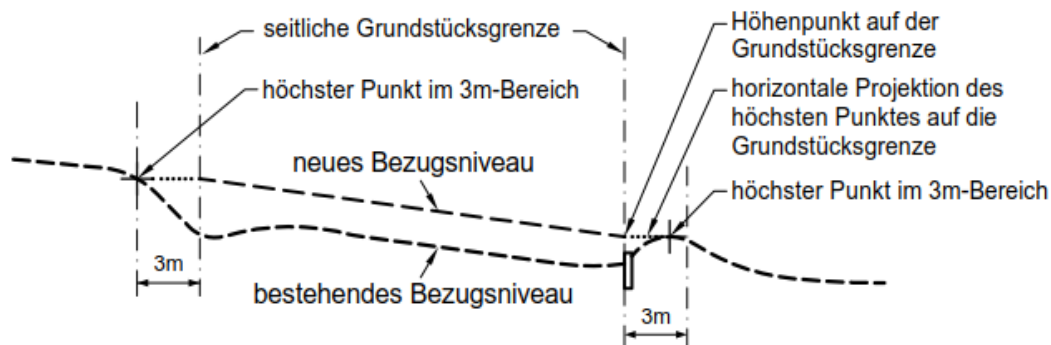 seitliche Grundstücksgrenze
Höhenpunkt auf der
Grundstücksgrenze
höchster Punkt im 3m-Bereich
horizontale Projektion des
höchsten Punktes auf die
Grundstücksgrenze
neues Bezugsniveau
höchster Punkt im 3m-Bereich
3m
bestehendes Bezugsniveau
3m